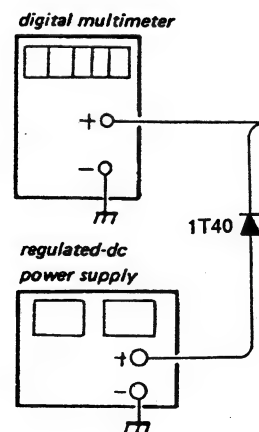 digital multimeter
+
−
1T40
regulated-dc
power supply
+
−